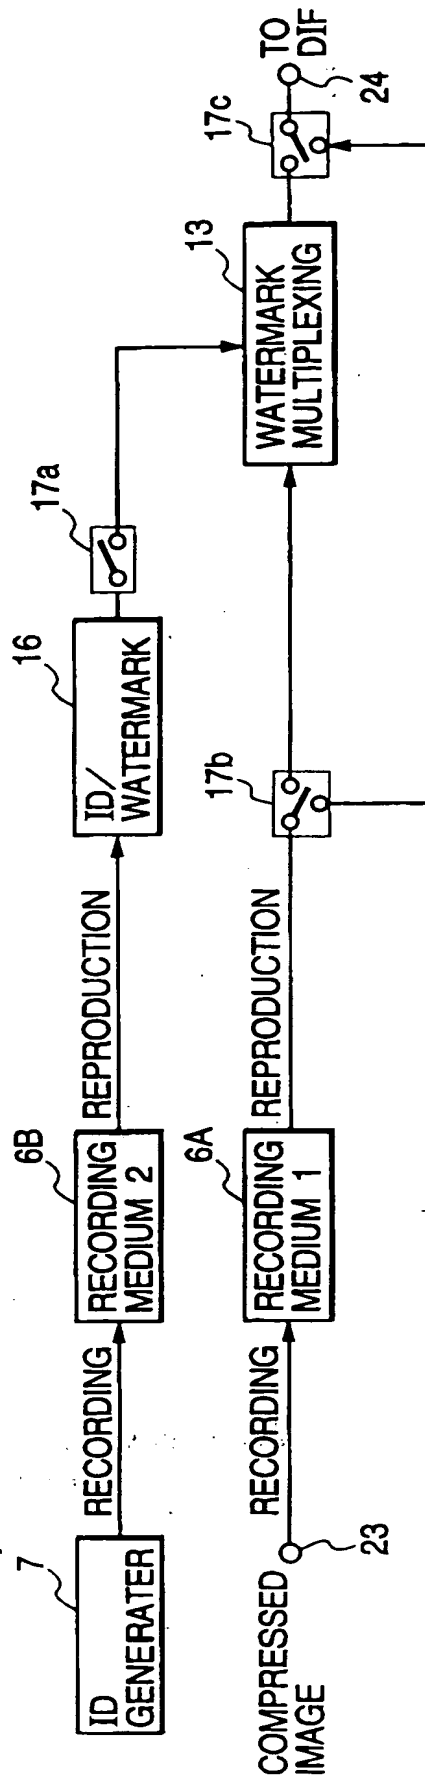 7
ID
GENERATER
RECORDING
6B
RECORDING
MEDIUM 2
REPRODUCTION
16
ID/
WATERMARK
17a
COMPRESSED
IMAGE
23
RECORDING
6A
RECORDING
MEDIUM 1
REPRODUCTION
17b
13
WATERMARK
MULTIPLEXING
17c
TO
DIF
24